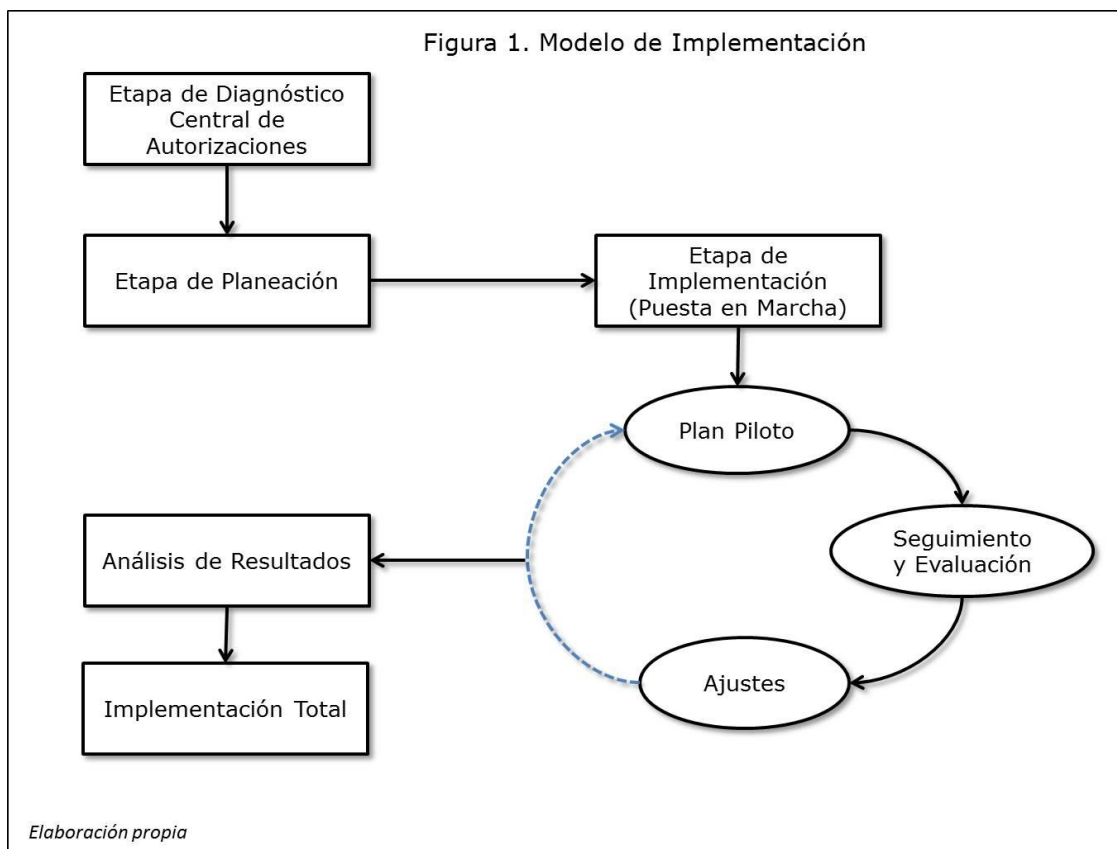 Figura 1. Modelo de Implementación
Etapa de Diagnóstico
Central de
Autorizaciones
Etapa de Planeación
Etapa de
Implementación
(Puesta en Marcha)
Plan Piloto
Seguimiento
y Evaluación
Ajustes
Análisis de Resultados
Implementación Total
Elaboración propia